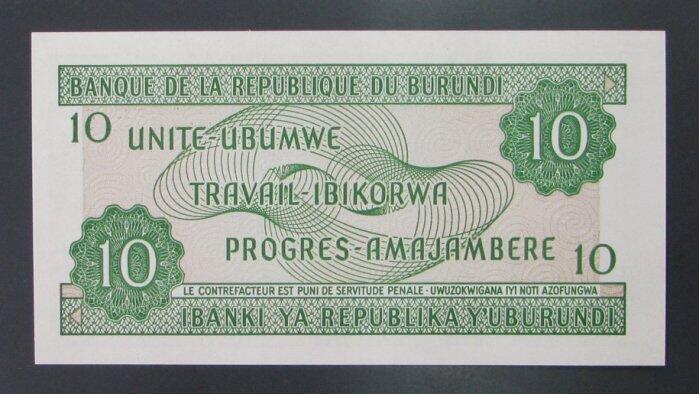 BANQUE DE LA REPUBLIQUE DU BURUNDI
10
UNITE-UBUMWE
10
TRAVAIL-IBIKORWA
PROGRES-AMAJAMBERE
10
10
LE CONTREFACTEUR EST PUNI DE SERVITUDE PENALE - UWUZOKWIGANA IYI NOTI AZOFUNGWA
IBANKI YA REPUBLIKA Y'UBURUNDI